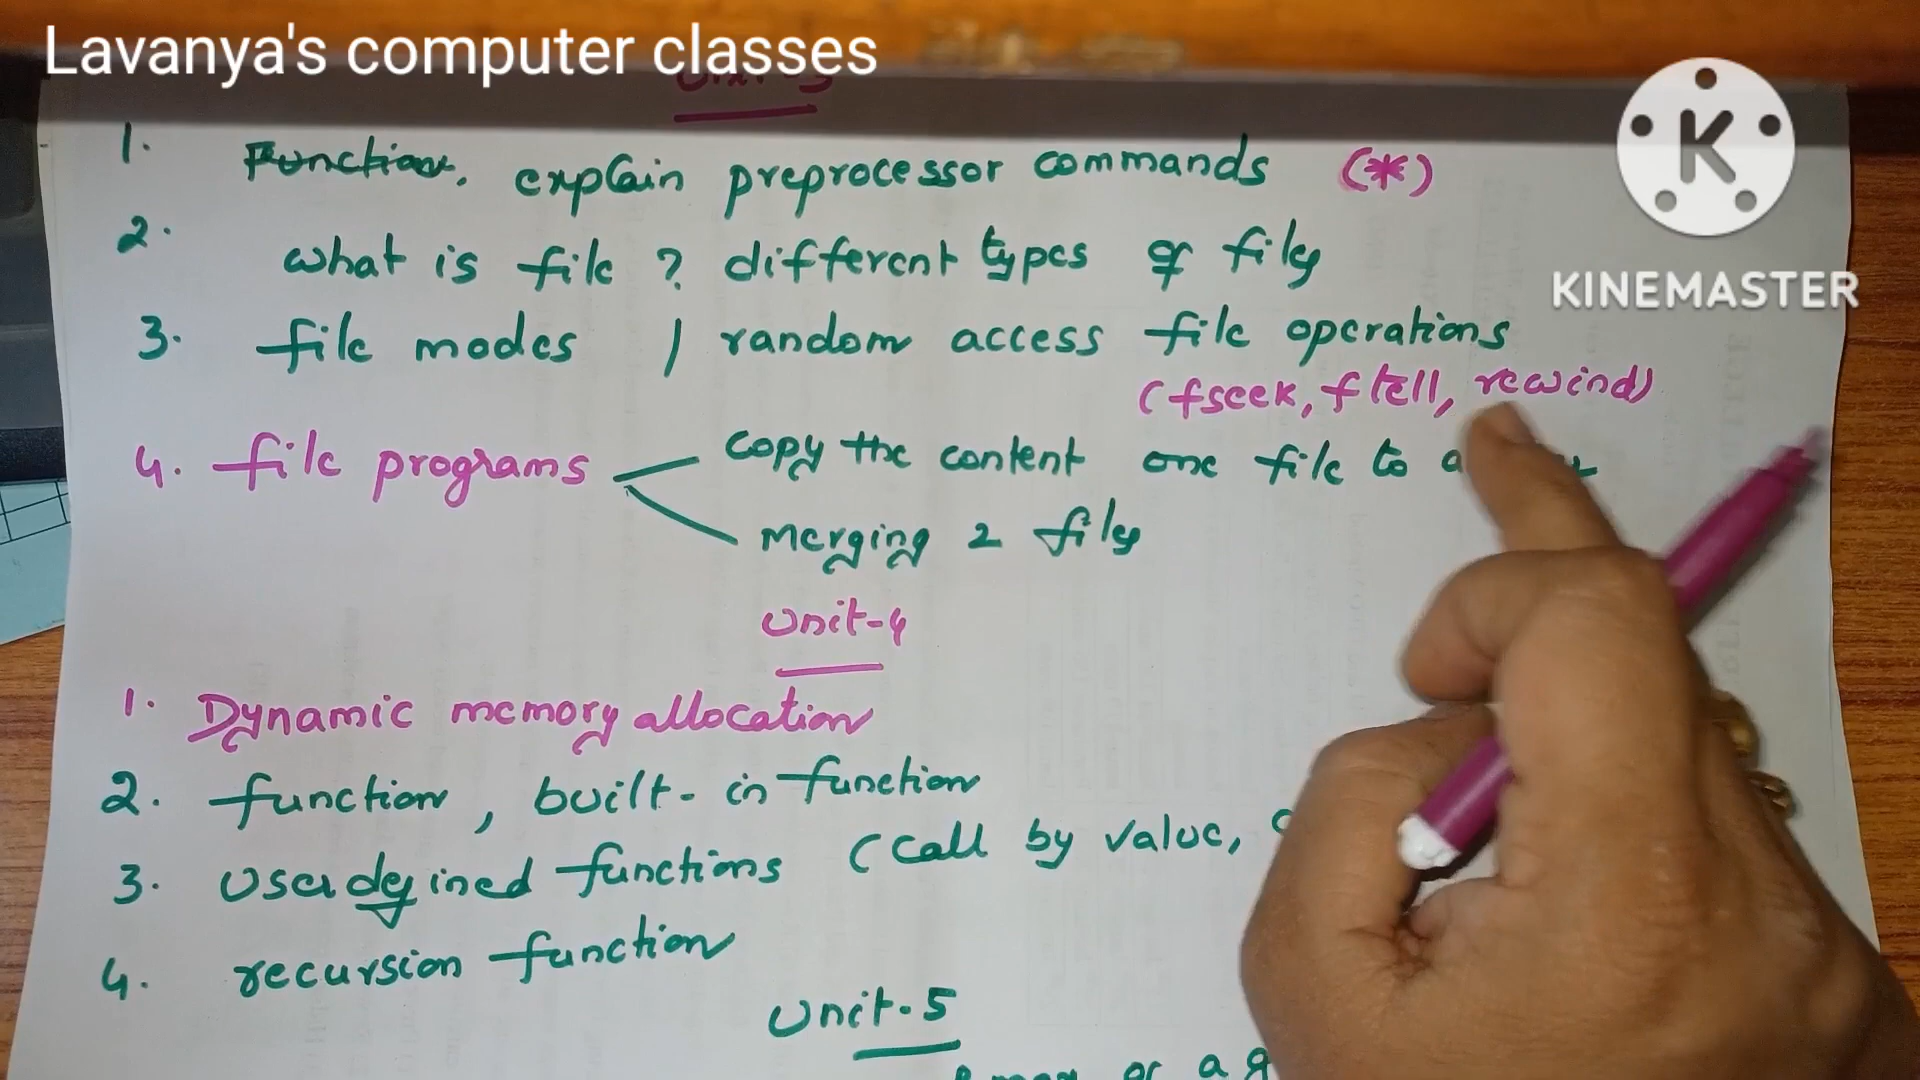 Lavanya's computer classes
KINEMASTER
1. Function, explain preprocessor commands (*)
2. what is file ? different types of files
3. file modes / random access file operations
(fseek, ftell, rewind)
4. file programs copy the content one file to
merging 2 files
Unit-4
1. Dynamic memory allocation
2. function, built-in function
3. Userdefined functions (call by value,
4. recursion function
Unit-5
or